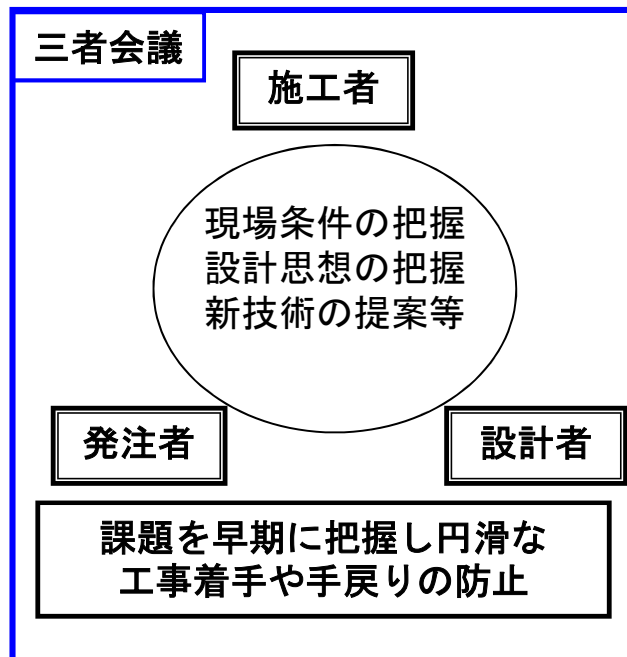 三者会議
施工者
現場条件の把握
設計思想の把握
新技術の提案等
発注者
設計者
課題を早期に把握し円滑な
工事着手や手戻りの防止